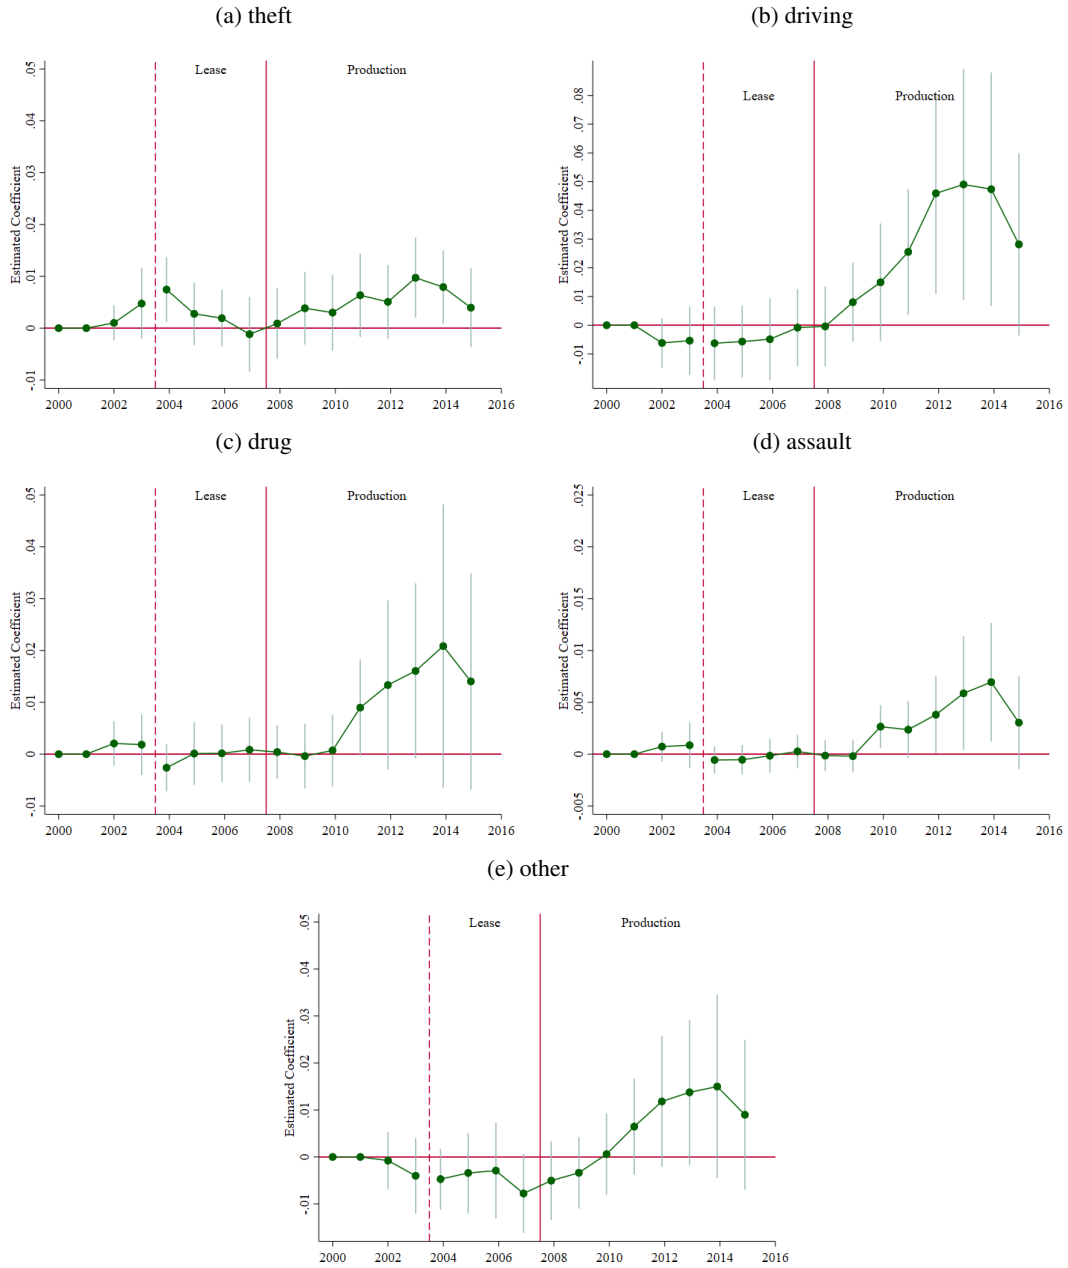 (a) theft
Lease
Production
Estimated Coefficient
.05
.04
.03
.02
.01
0
-.01
2000 2002 2004 2006 2008 2010 2012 2014 2016
(b) driving
Lease
Production
Estimated Coefficient
.08
.07
.06
.05
.04
.03
.02
.01
0
-.01
2000 2002 2004 2006 2008 2010 2012 2014 2016
(c) drug
Lease
Production
Estimated Coefficient
.05
.04
.03
.02
.01
0
-.01
2000 2002 2004 2006 2008 2010 2012 2014 2016
(d) assault
Lease
Production
Estimated Coefficient
.025
.02
.015
.01
.005
0
-.005
2000 2002 2004 2006 2008 2010 2012 2014 2016
(e) other
Lease
Production
Estimated Coefficient
.05
.04
.03
.02
.01
0
-.01
2000 2002 2004 2006 2008 2010 2012 2014 2016